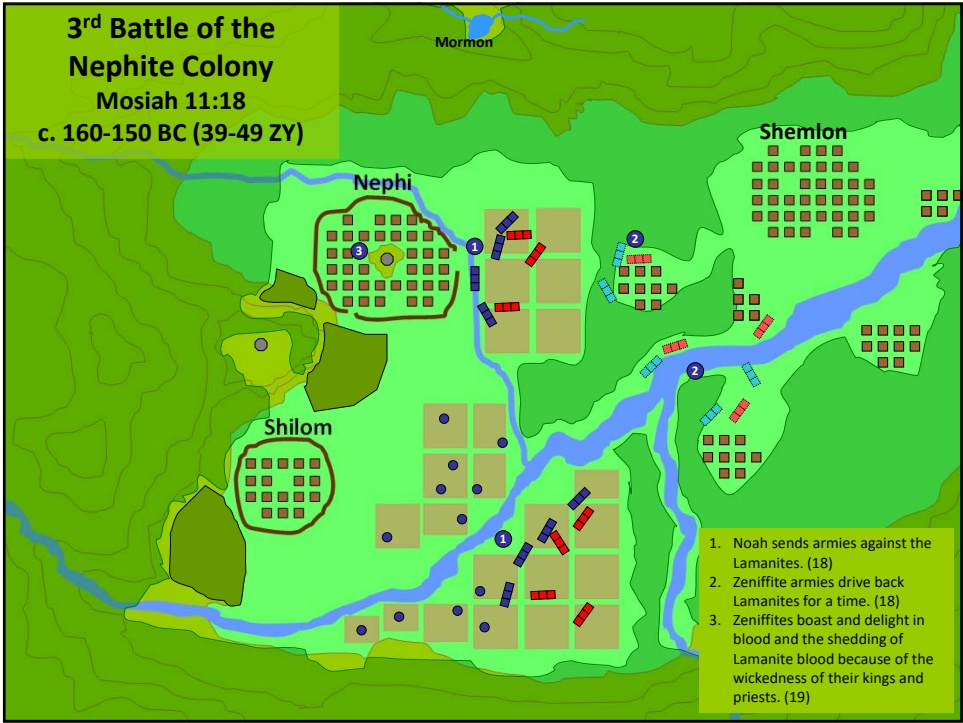 3rd Battle of the
Nephite Colony
Mosiah 11:18
c. 160-150 BC (39-49 ZY)
Mormon
Shemlon
Nephi
2
1
3
2
Shilom
1
1. Noah sends armies against the
Lamanites. (18)
2. Zeniffite armies drive back
Lamanites for a time. (18)
3. Zeniffites boast and delight in
blood and the shedding of
Lamanite blood because of the
wickedness of their kings and
priests. (19)